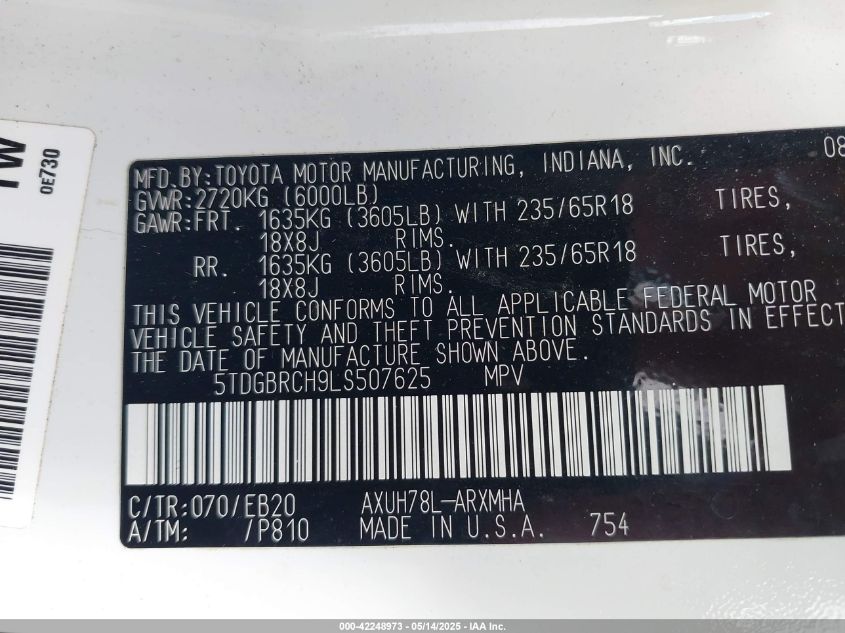 MFD.BY:TOYOTA MOTOR MANUFACTURING, INDIANA, INC. 08
GVWR:2720KG (6000LB)
GAWR:FRT. 1635KG (3605LB) WITH 235/65R18 TIRES,
18X8J RIMS.
RR. 1635KG (3605LB) WITH 235/65R18 TIRES,
18X8J RIMS.
THIS VEHICLE CONFORMS TO ALL APPLICABLE FEDERAL MOTOR
VEHICLE SAFETY AND THEFT PREVENTION STANDARDS IN EFFECT
THE DATE OF MANUFACTURE SHOWN ABOVE.
5TDGBRCH9LS507625 MPV
C/TR:070/EB20 AXUH78L-ARXMHA
A/TM: /P810 MADE IN U.S.A. 754
0E730
000-42248973 — 05/14/2025 — IAA Inc.